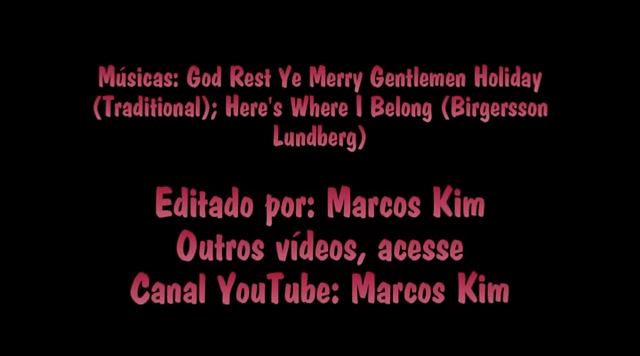 Músicas: God Rest Ye Merry Gentlemen Holiday
(Traditional); Here's Where I Belong (Birgersson
Lundberg)
Editado por: Marcos Kim
Outros vídeos, acesse
Canal YouTube: Marcos Kim